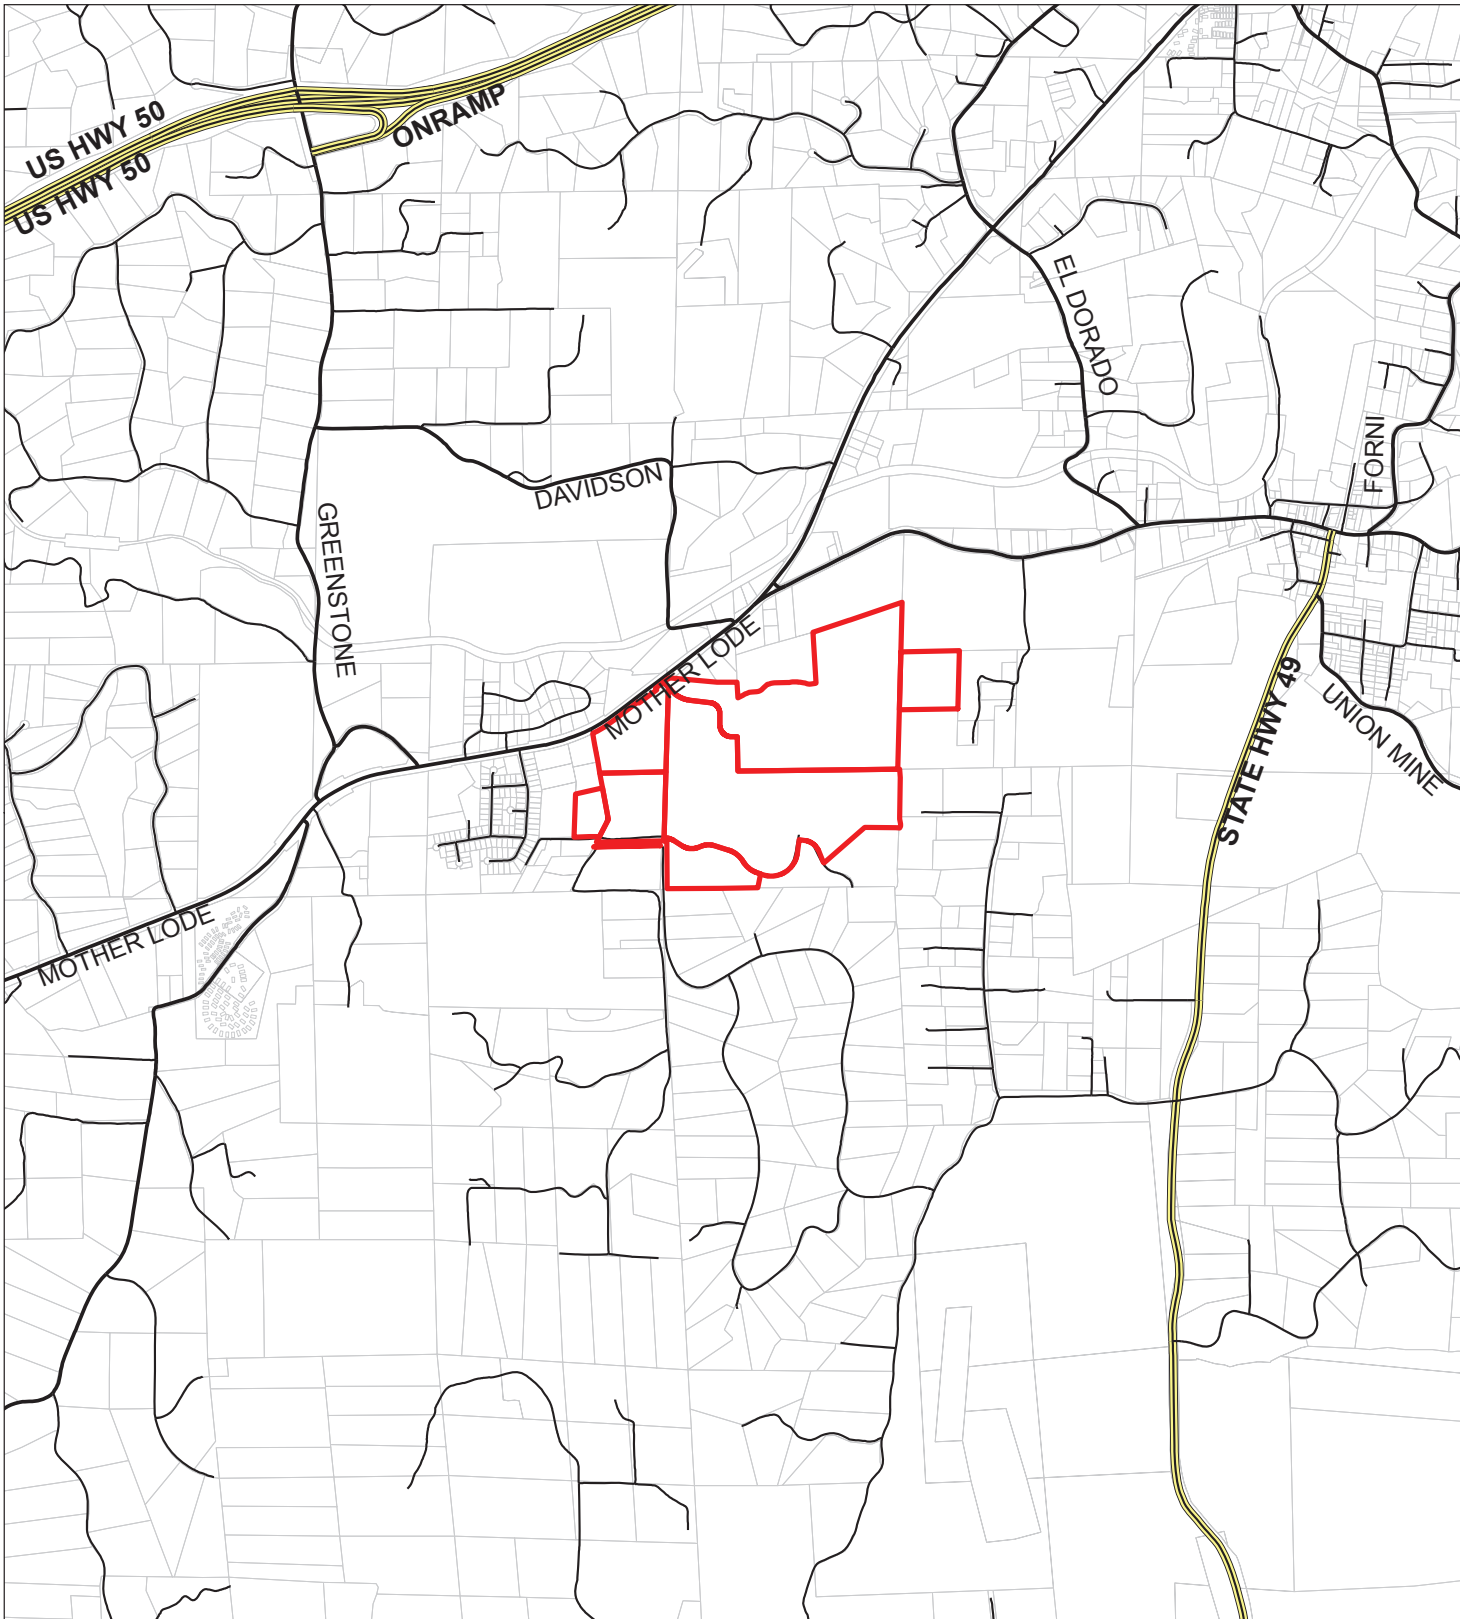 US HWY 50
US HWY 50
ONRAMP
EL DORADO
FORNI
DAVIDSON
GREENSTONE
MOTHER LODE
STATE HWY 49
UNION MINE
MOTHER LODE